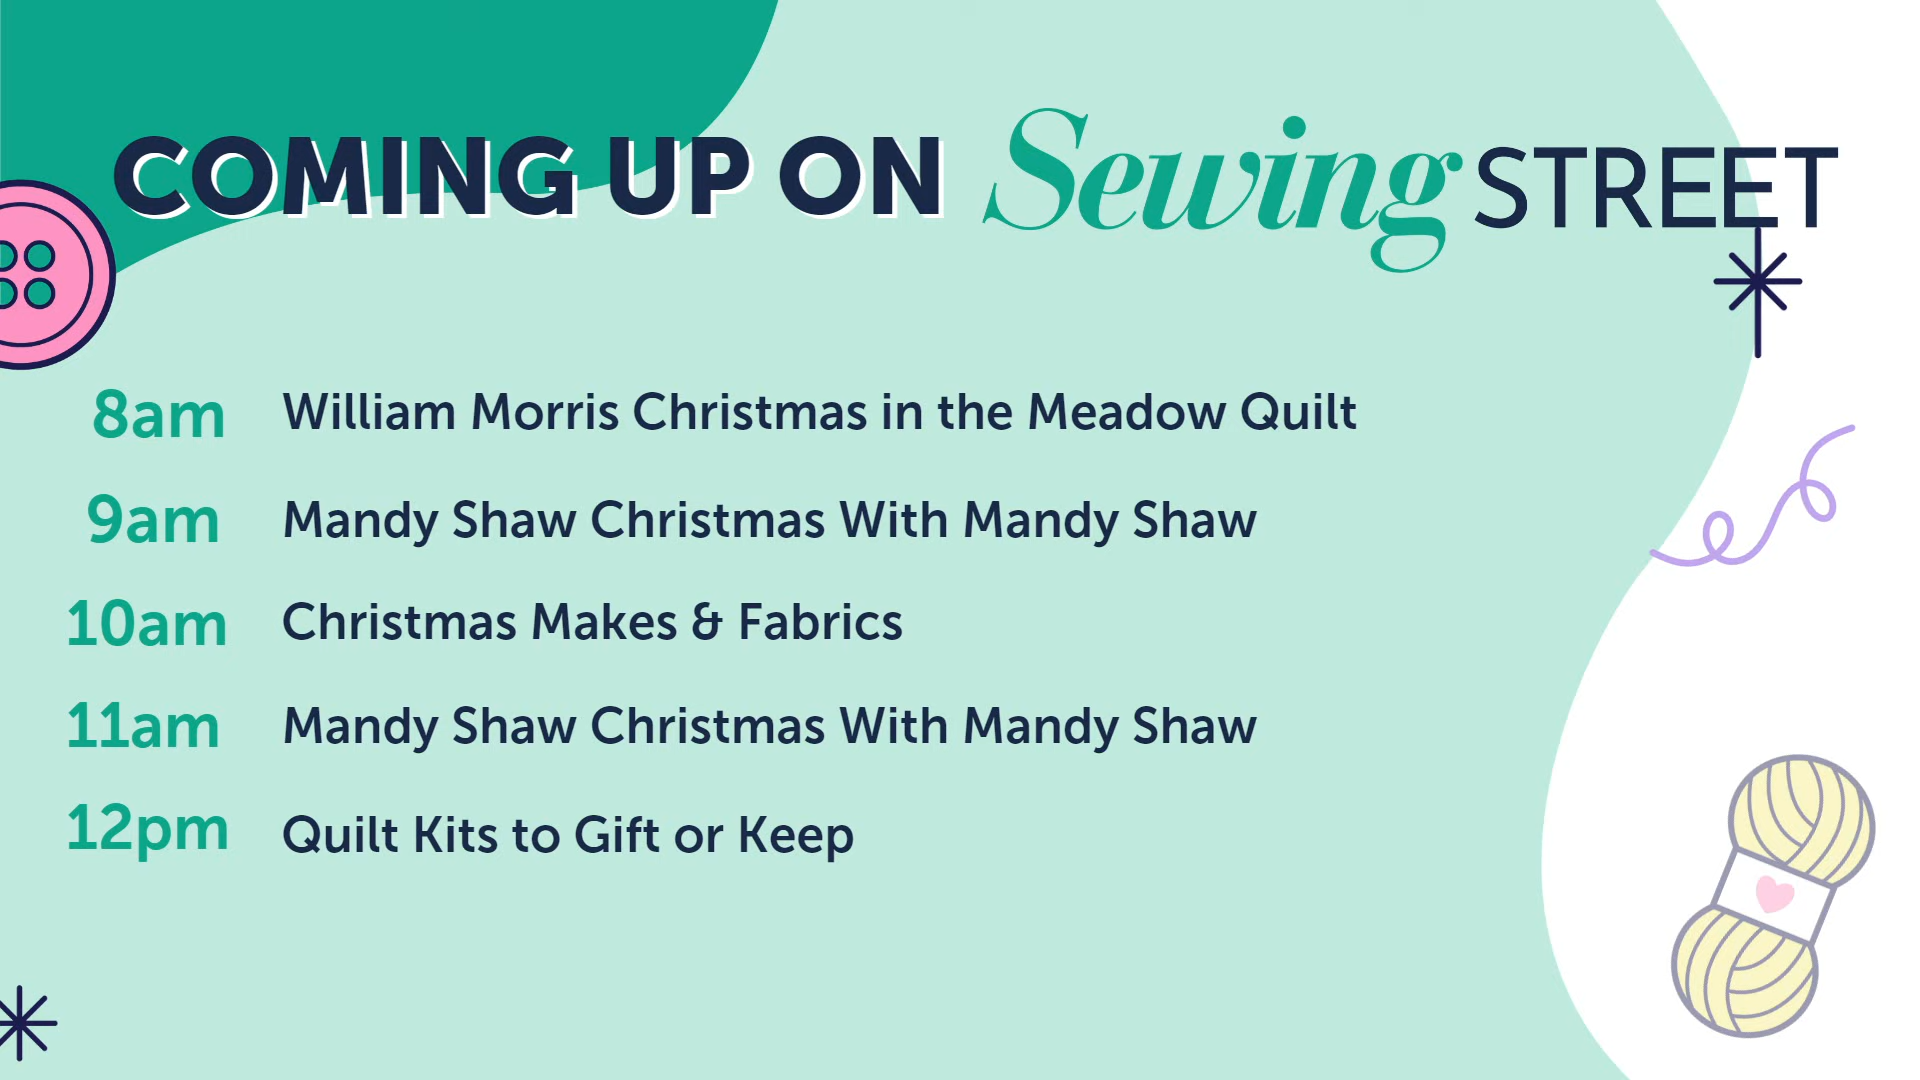 COMING UP ON Sewing STREET
8am William Morris Christmas in the Meadow Quilt
9am Mandy Shaw Christmas With Mandy Shaw
10am Christmas Makes & Fabrics
11am Mandy Shaw Christmas With Mandy Shaw
12pm Quilt Kits to Gift or Keep